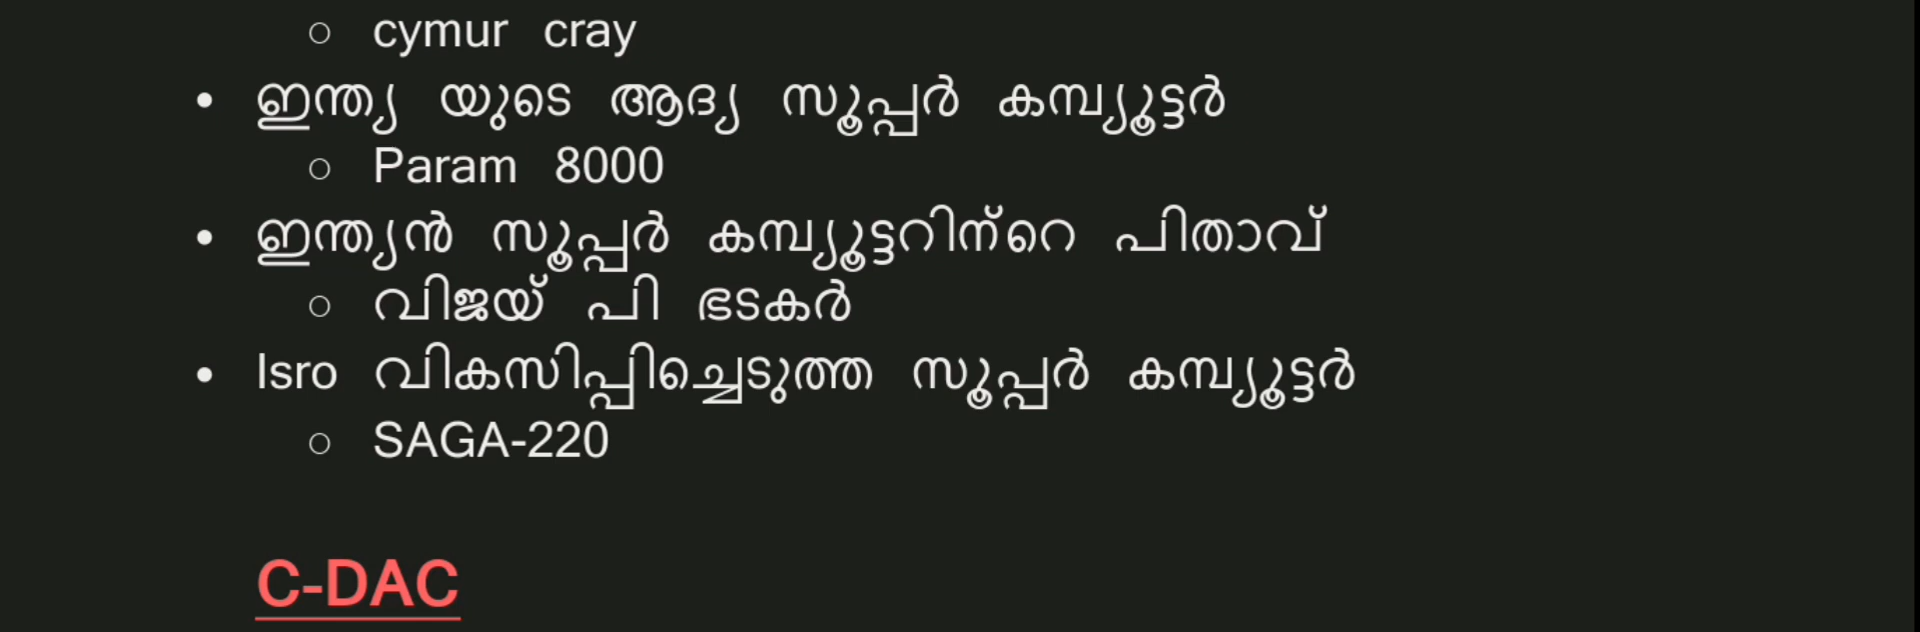 cymur cray
ഇന്ത്യ യുടെ ആദ്യ സൂപ്പർ കമ്പ്യൂട്ടർ
Param 8000
ഇന്ത്യൻ സൂപ്പർ കമ്പ്യൂട്ടറിന്റെ പിതാവ്
വിജയ് പി ഭടകർ
Isro വികസിപ്പിച്ചെടുത്ത സൂപ്പർ കമ്പ്യൂട്ടർ
SAGA-220
C-DAC